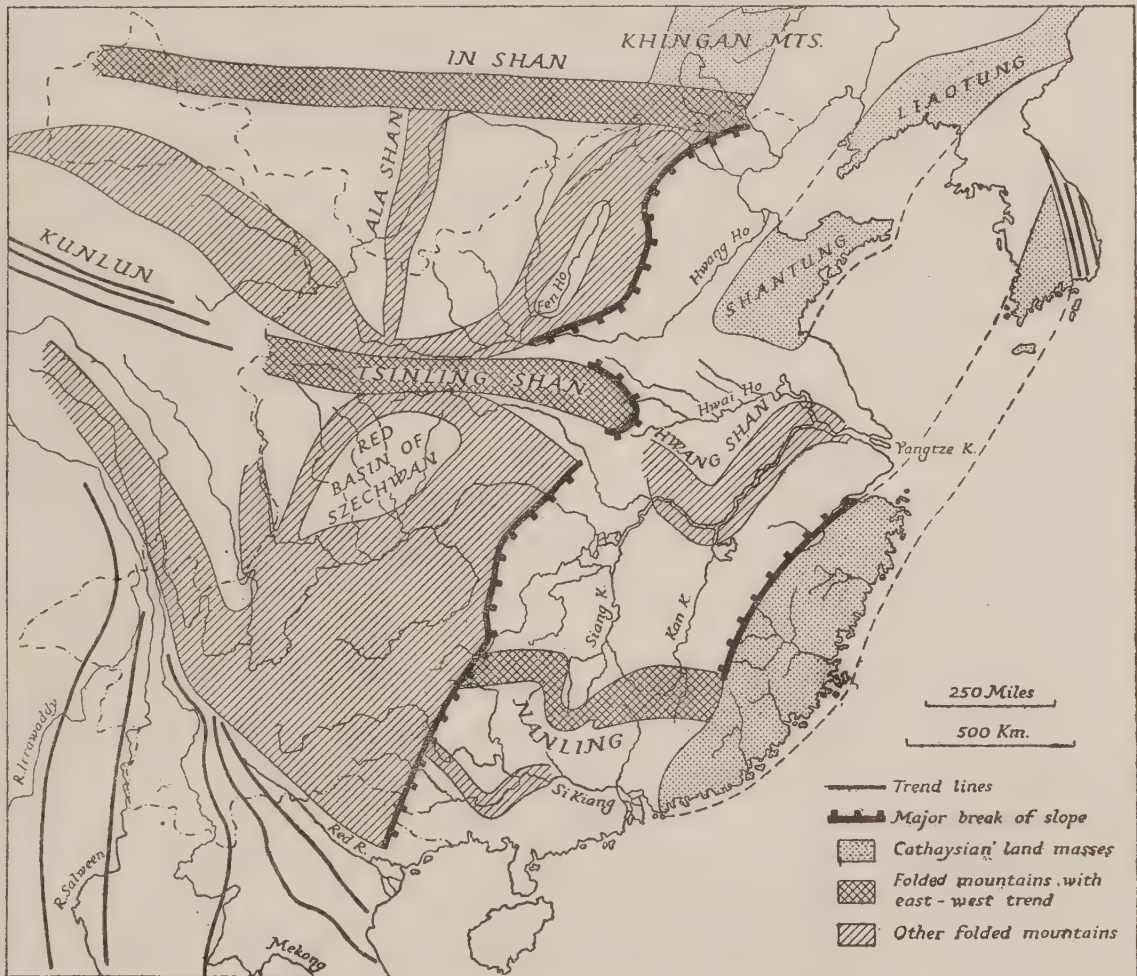 KHINGAN MTS.
IN SHAN
LIAOTUNG
ALA SHAN
KUNLUN
Fen Ho
Hwang Ho
SHANTUNG
TSINLING SHAN
Hwai Ho
HWANG SHAN
RED
BASIN OF
SZECHWAN
Yangtze K.
Siang K.
Kan K.
R. Irrawaddy
NANLING
Si Kiang
Red R.
R. Salween
Mekong
250 Miles
500 Km.
Trend lines
Major break of slope
Cathaysian' land masses
Folded mountains with
east-west trend
Other folded mountains